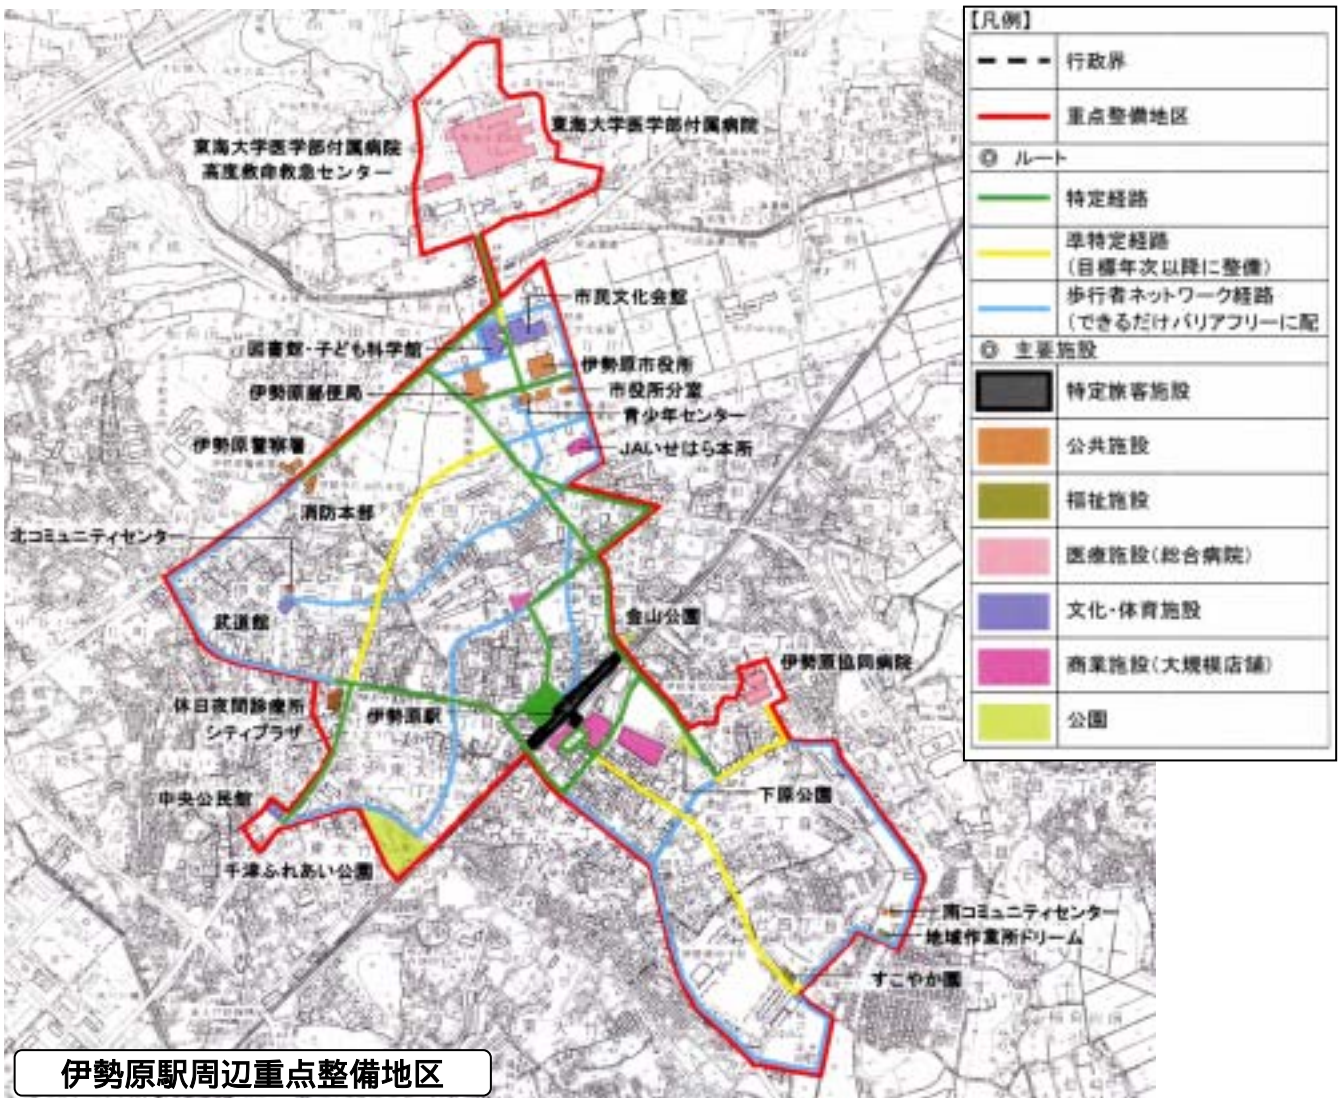 東海大学医学部付属病院
東海大学医学部付属病院
高度救命救急センター
市民文化会館
図書館・子ども科学館
伊勢原市役所
伊勢原郵便局
市役所分室
青少年センター
伊勢原警察署
JAいせはら本所
消防本部
北コミュニティセンター
武道館
金山公園
伊勢原協同病院
休日夜間診療所
シティプラザ
伊勢原駅
中央公民館
下原公園
千津ふれあい公園
南コミュニティセンター
地域作業所ドリーム
すこやか園
伊勢原駅周辺重点整備地区
【凡例】
行政界
重点整備地区
◎ ルート
特定経路
準特定経路
(目標年次以降に整備)
歩行者ネットワーク経路
(できるだけバリアフリーに配
◎ 主要施設
特定旅客施設
公共施設
福祉施設
医療施設(総合病院)
文化・体育施設
商業施設(大規模店舗)
公園